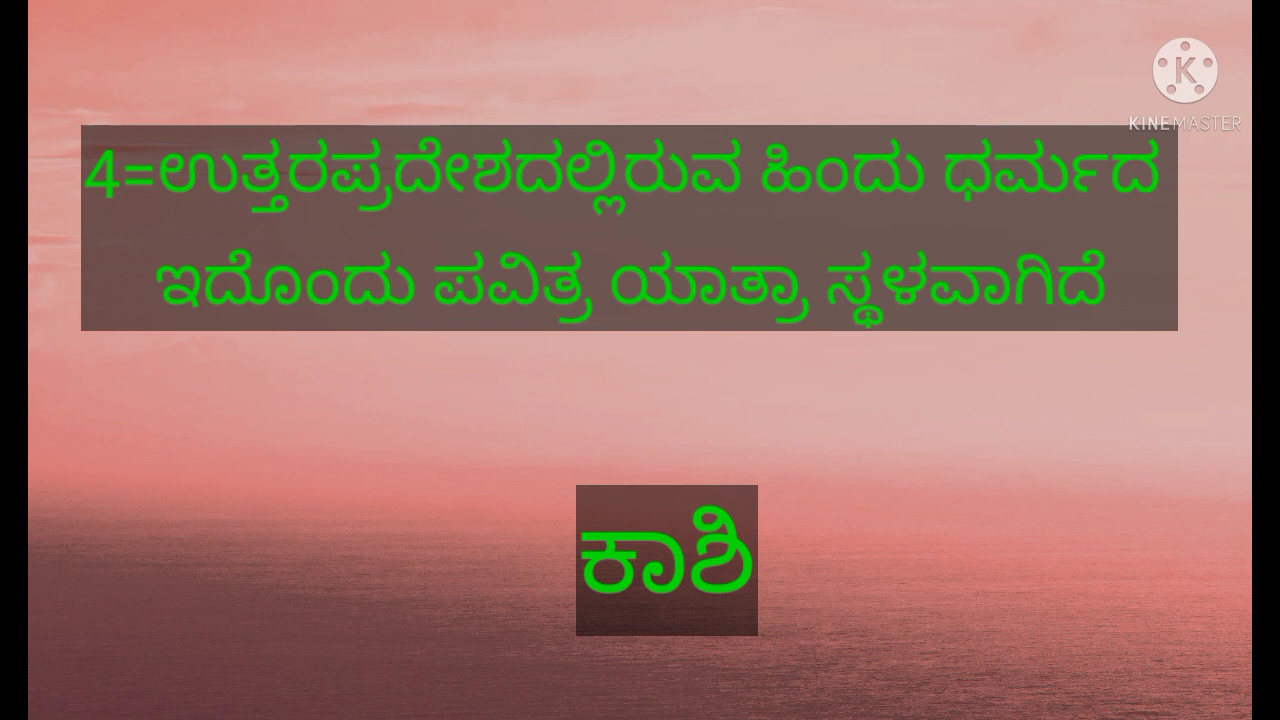 KINEMASTER
4=ಉತ್ತರಪ್ರದೇಶದಲ್ಲಿರುವ ಹಿಂದು ಧರ್ಮದ
ಇದೊಂದು ಪವಿತ್ರ ಯಾತ್ರಾ ಸ್ಥಳವಾಗಿದೆ
ಕಾಶಿ